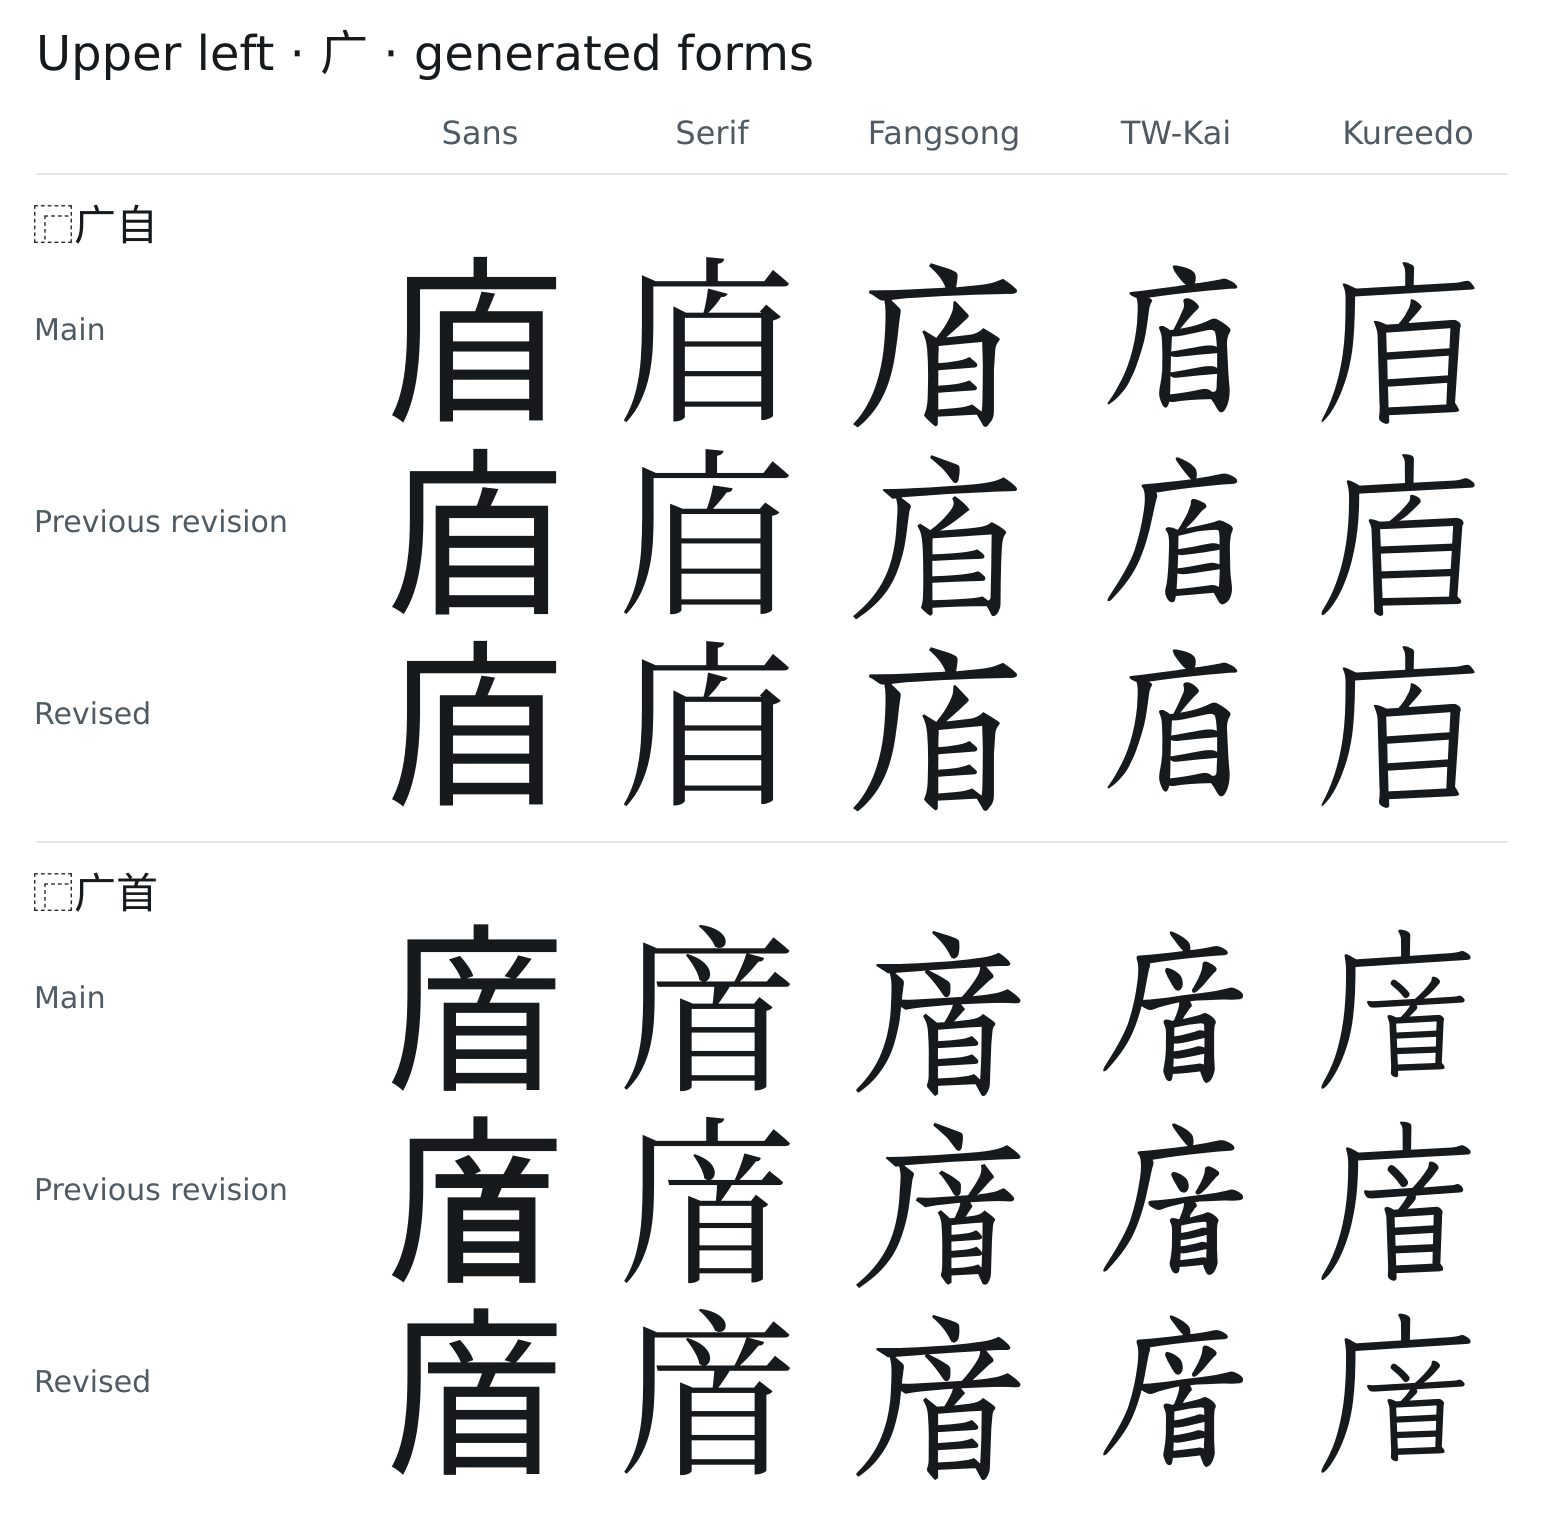 Upper left · 广 · generated forms
Sans Serif Fangsong TW-Kai Kureedo
⿸广自
Main
Previous revision
Revised
⿸广首
Main
Previous revision
Revised